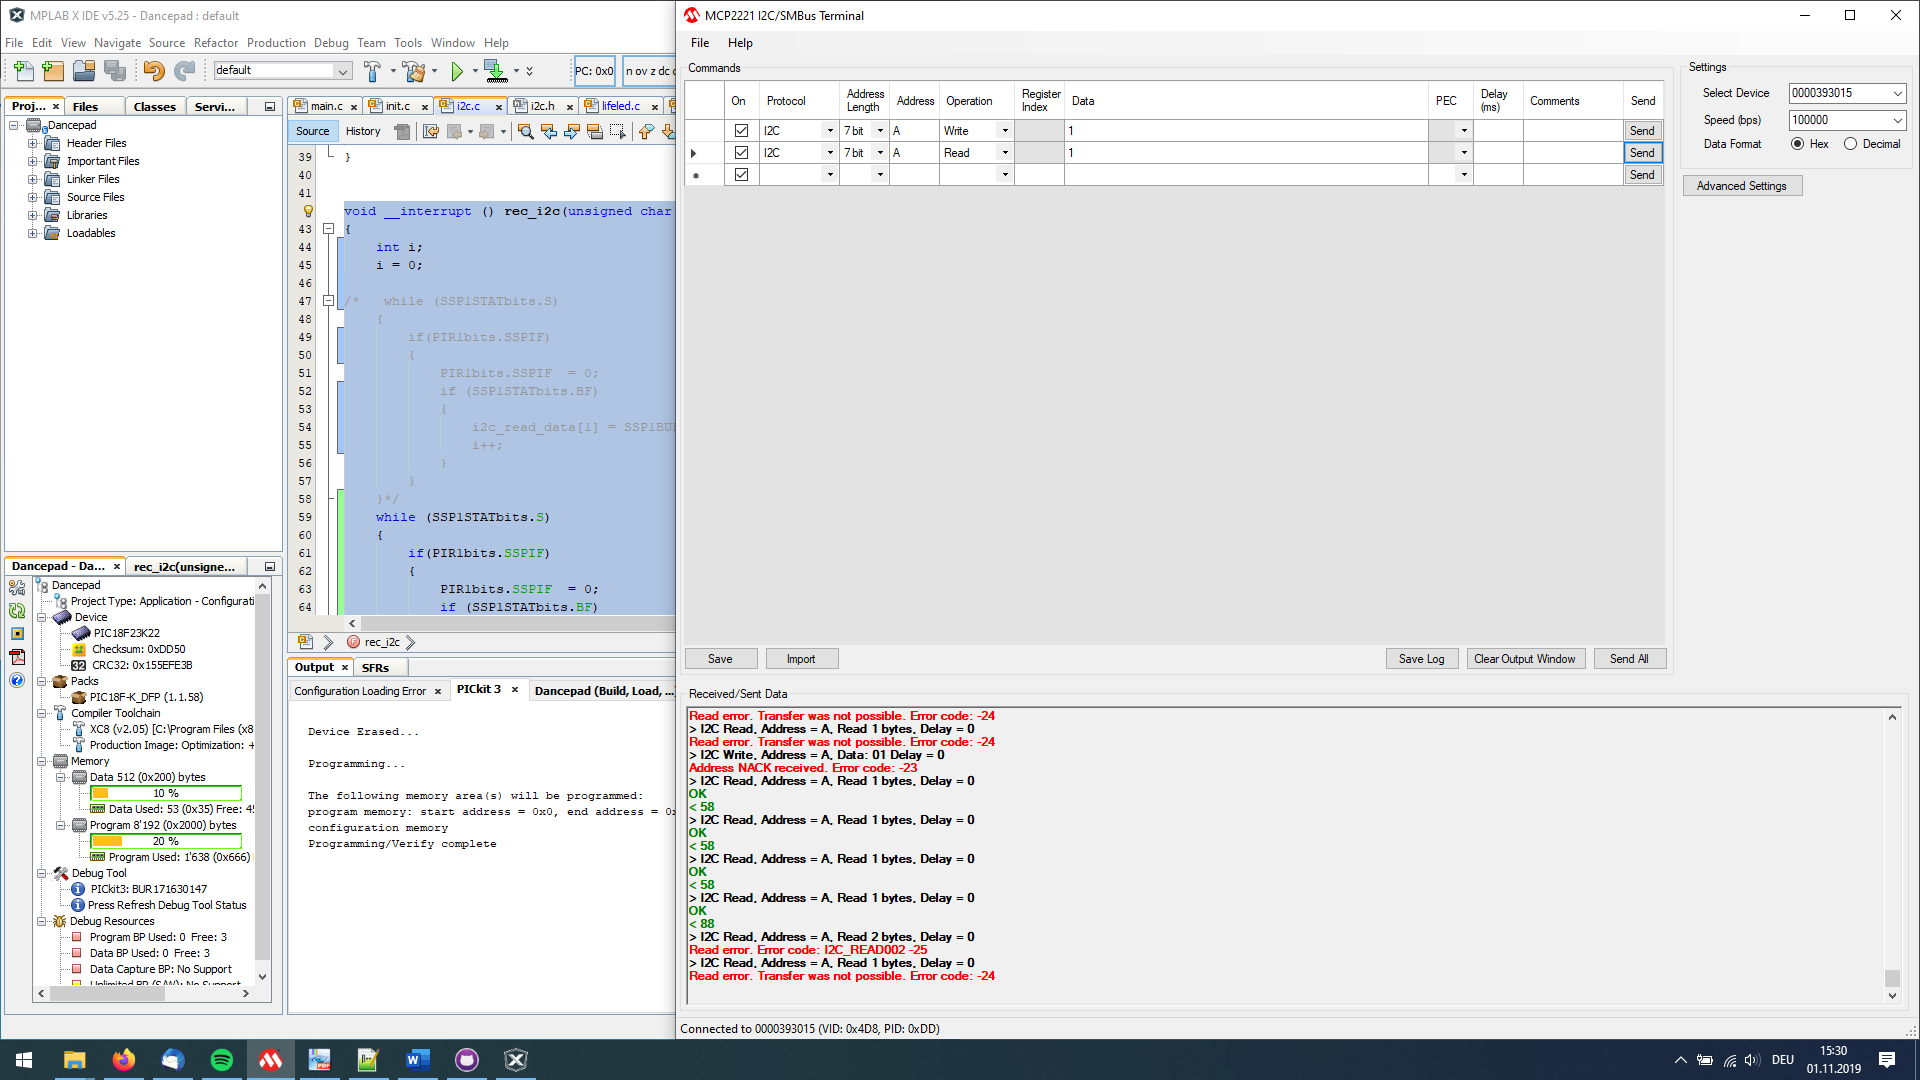 MPLAB X IDE v5.25 - Dancepad : default
File Edit View Navigate Source Refactor Production Debug Team Tools Window Help
default
PC: 0x0
n ov z dc c
Proj... × Files Classes Servi...
Dancepad
Header Files
Important Files
Linker Files
Source Files
Libraries
Loadables
main.c × init.c × i2c.c × i2c.h × lifeled.c ×
Source History
39 }
40
41
void __interrupt () rec_i2c(unsigned char
43 {
44 int i;
45 i = 0;
46
47 /* while (SSP1STATbits.S)
48 {
49 if(PIR1bits.SSPIF)
50 {
51 PIR1bits.SSPIF = 0;
52 if (SSP1STATbits.BF)
53 {
54 i2c_read_data[1] = SSP1BU
55 i++;
56 }
57 }
58 }*/
59 while (SSP1STATbits.S)
60 {
61 if(PIR1bits.SSPIF)
62 {
63 PIR1bits.SSPIF = 0;
64 if (SSP1STATbits.BF)
rec_i2c
Dancepad - Da... × rec_i2c(unsigne...
Dancepad
Project Type: Application - Configurati
Device
PIC18F23K22
Checksum: 0xDD50
32 CRC32: 0x155EFE3B
Packs
PIC18F-K_DFP (1.1.58)
Compiler Toolchain
XC8 (v2.05) [C:\Program Files (x8
Production Image: Optimization: +
Memory
Data 512 (0x200) bytes
10 %
Data Used: 53 (0x35) Free: 45
Program 8'192 (0x2000) bytes
20 %
Program Used: 1'638 (0x666)
Debug Tool
PICkit3: BUR171630147
Press Refresh Debug Tool Status
Debug Resources
Program BP Used: 0 Free: 3
Data BP Used: 0 Free: 3
Data Capture BP: No Support
Unlimited BP (S/W): No Support
Output × SFRs
Configuration Loading Error × PICkit 3 × Dancepad (Build, Load, ...
Device Erased...
Programming...
The following memory area(s) will be programmed:
program memory: start address = 0x0, end address = 0x
configuration memory
Programming/Verify complete
MCP2221 I2C/SMBus Terminal
File Help
Commands
On Protocol Address Length Address Operation Register Index Data PEC Delay (ms) Comments Send
I2C 7 bit A Write 1 Send
I2C 7 bit A Read 1 Send
Send
Settings
Select Device 0000393015
Speed (bps) 100000
Data Format Hex Decimal
Advanced Settings
Save Import Save Log Clear Output Window Send All
Received/Sent Data
Read error. Transfer was not possible. Error code: -24
> I2C Read, Address = A, Read 1 bytes, Delay = 0
Read error. Transfer was not possible. Error code: -24
> I2C Write, Address = A, Data: 01 Delay = 0
Address NACK received. Error code: -23
> I2C Read, Address = A, Read 1 bytes, Delay = 0
OK
< 58
> I2C Read, Address = A, Read 1 bytes, Delay = 0
OK
< 58
> I2C Read, Address = A, Read 1 bytes, Delay = 0
OK
< 58
> I2C Read, Address = A, Read 1 bytes, Delay = 0
OK
< 88
> I2C Read, Address = A, Read 2 bytes, Delay = 0
Read error. Error code: I2C_READ002 -25
> I2C Read, Address = A, Read 1 bytes, Delay = 0
Read error. Transfer was not possible. Error code: -24
Connected to 0000393015 (VID: 0x4D8, PID: 0xDD)
DEU
15:30
01.11.2019